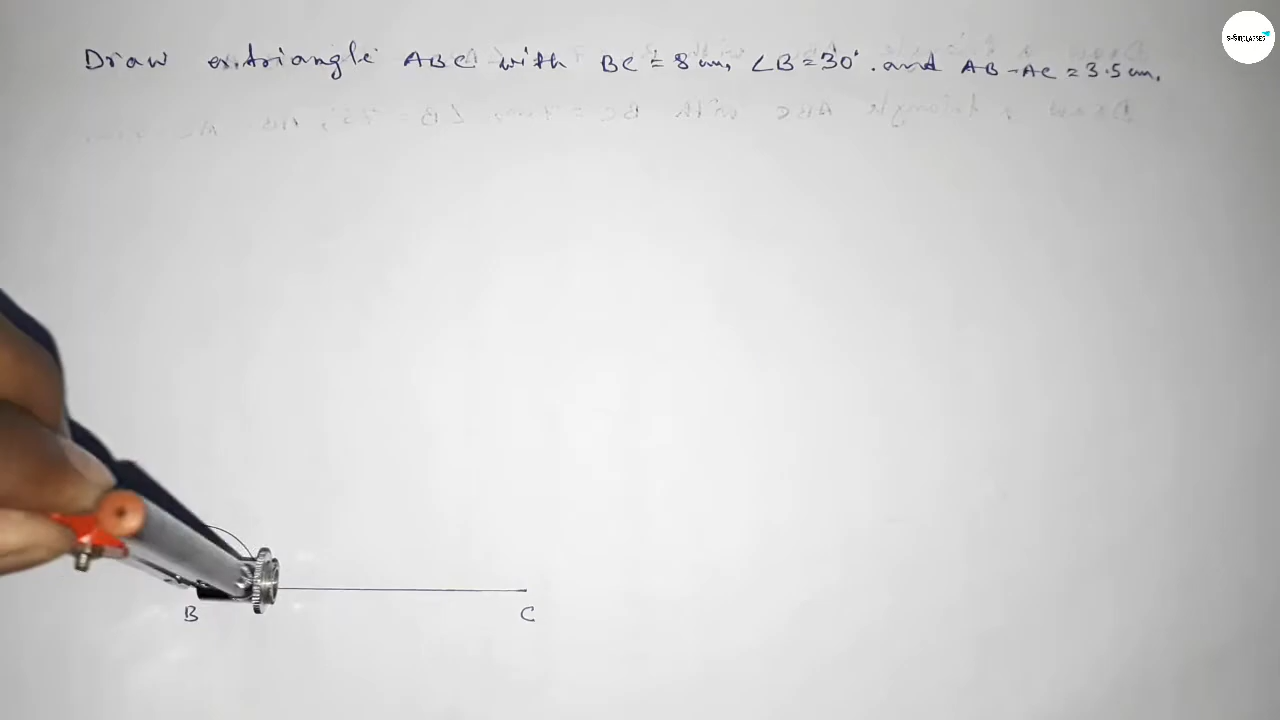 Draw a triangle ABC with BC = 8 cm, ∠B = 30°. and AB - AC = 3.5 cm.
B
C